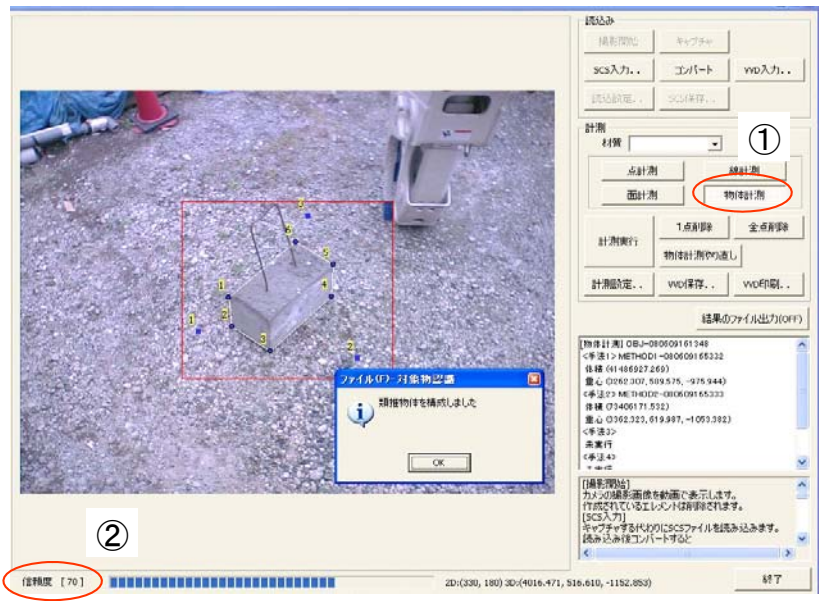 読込み
撮影開始
キャプチャ
SCS入力..
コンバート
VVD入力..
読込設定..
SCS保存..
計測
材質
①
点計測
線計測
面計測
物体計測
計測実行
1点削除
全点削除
物体計測やり直し
計測設定..
VVD保存..
VVD印刷..
結果のファイル出力(OFF)
[物体計測] OBJ-080609161348
<手法1> METHOD1-080609165332
体積 (41486927.269)
重心 (3262.307, 509.575, -975.944)
<手法2> METHOD2-080609165333
体積 (73406171.532)
重心 (3362.323, 619.987, -1053.382)
<手法3>
未実行
<手法4>
[撮影開始]
カメラの撮影画像を動画で表示します。
作成されているエレメントは削除されます。
[SCS入力]
キャプチャする代わりにSCSファイルを読み込みます。
読み込み後コンバートすると
3
6
5
1
4
2
1
3
2
ファイル(F)-対象物認識
類推物体を構成しました
OK
②
信頼度 [70]
2D:(330, 180) 3D:(4016.471, 516.610, -1152.853)
終了